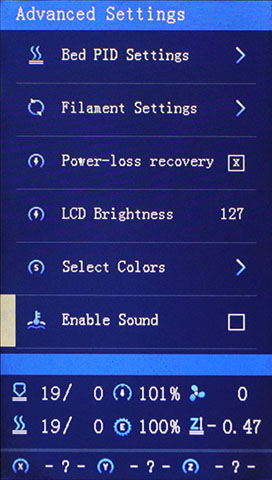 Advanced Settings
Bed PID Settings
Filament Settings
Power-loss recovery X
LCD Brightness 127
Select Colors
Enable Sound
19/ 0 101% 0
19/ 0 E 100% Z -0.47
X -?- Y -?- Z -?-